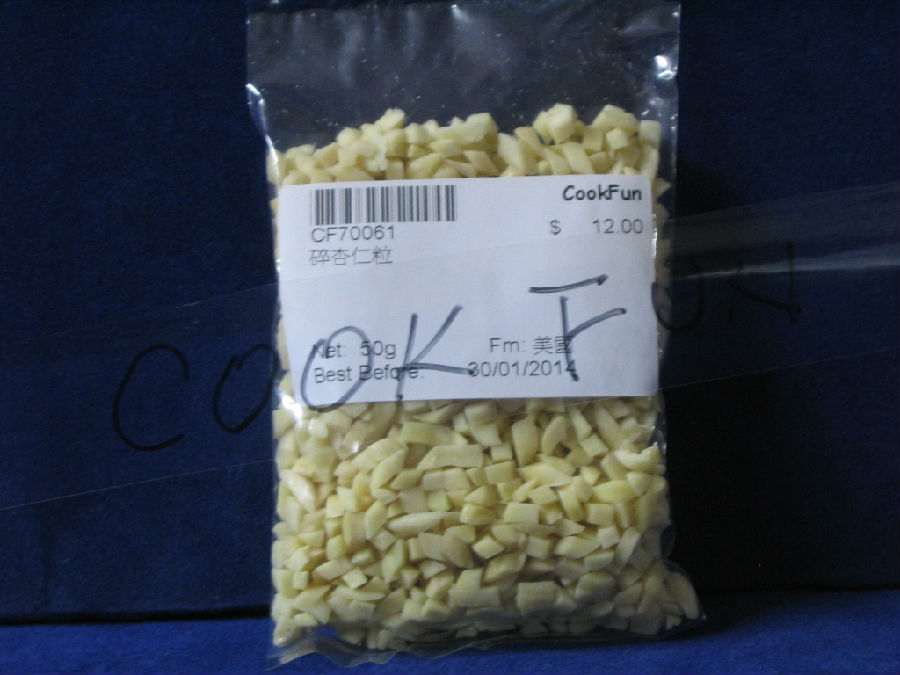 CookFun
CF70061
$ 12.00
碎杏仁粒
COOK FUN
Net: 50g
Fm: 美國
Best Before: 30/01/2014